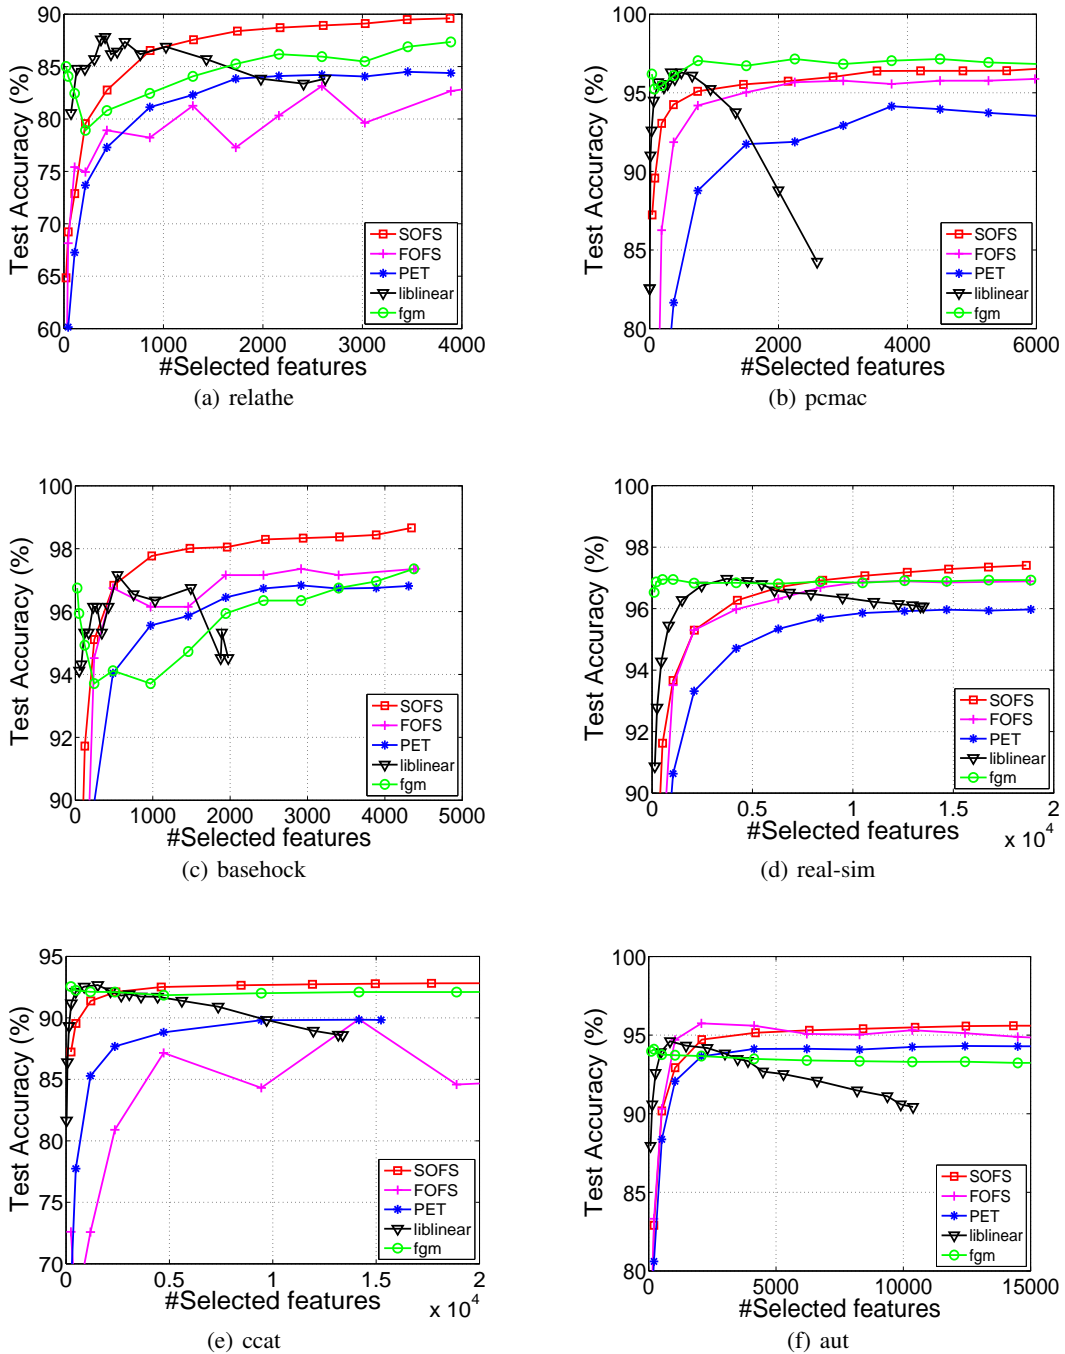 90
85
80
75
70
65
60
0
1000
2000
3000
4000
Test Accuracy (%)
#Selected features
SOFS
FOFS
PET
liblinear
fgm
(a) relathe
100
95
90
85
80
0
2000
4000
6000
Test Accuracy (%)
#Selected features
SOFS
FOFS
PET
liblinear
fgm
(b) pcmac
100
98
96
94
92
90
0
1000
2000
3000
4000
5000
Test Accuracy (%)
#Selected features
SOFS
FOFS
PET
liblinear
fgm
(c) basehock
100
98
96
94
92
90
0
0.5
1
1.5
2
x 10^4
Test Accuracy (%)
#Selected features
SOFS
FOFS
PET
liblinear
fgm
(d) real-sim
95
90
85
80
75
70
0
0.5
1
1.5
2
x 10^4
Test Accuracy (%)
#Selected features
SOFS
FOFS
PET
liblinear
fgm
(e) ccat
100
95
90
85
80
0
5000
10000
15000
Test Accuracy (%)
#Selected features
SOFS
FOFS
PET
liblinear
fgm
(f) aut